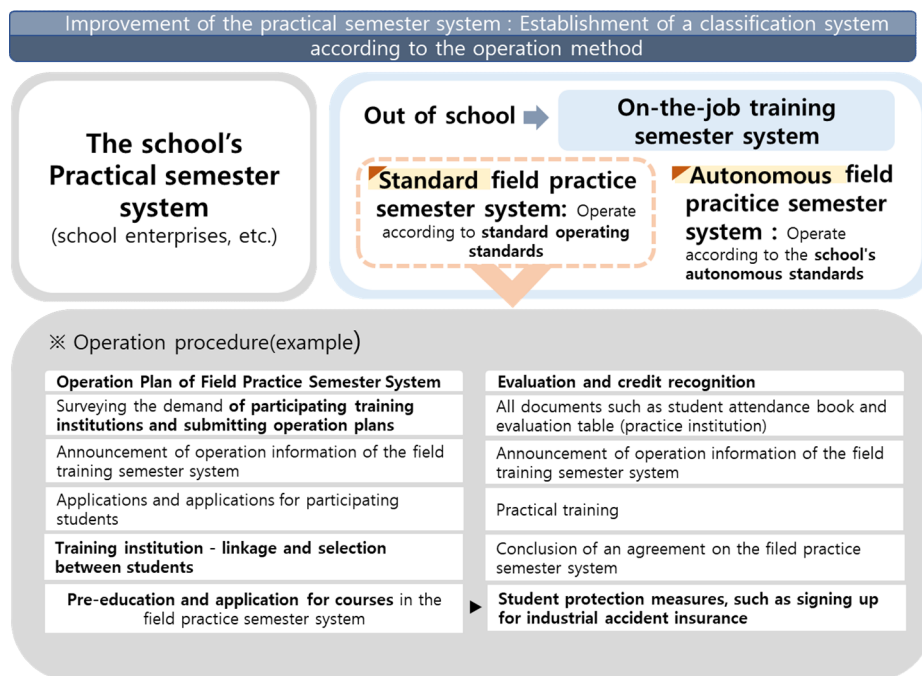 Improvement of the practical semester system : Establishment of a classification system
according to the operation method
The school's
Practical semester
system
(school enterprises, etc.)
Out of school
On-the-job training
semester system
Standard field practice
semester system: Operate
according to standard operating
standards
Autonomous field
pracitice semester
system : Operate
according to the school's
autonomous standards
※ Operation procedure(example)
Operation Plan of Field Practice Semester System
Surveying the demand of participating training
institutions and submitting operation plans
Announcement of operation information of the field
training semester system
Applications and applications for participating
students
Training institution - linkage and selection
between students
Pre-education and application for courses in the
field practice semester system
Evaluation and credit recognition
All documents such as student attendance book and
evaluation table (practice institution)
Announcement of operation information of the field
training semester system
Practical training
Conclusion of an agreement on the filed practice
semester system
Student protection measures, such as signing up
for industrial accident insurance